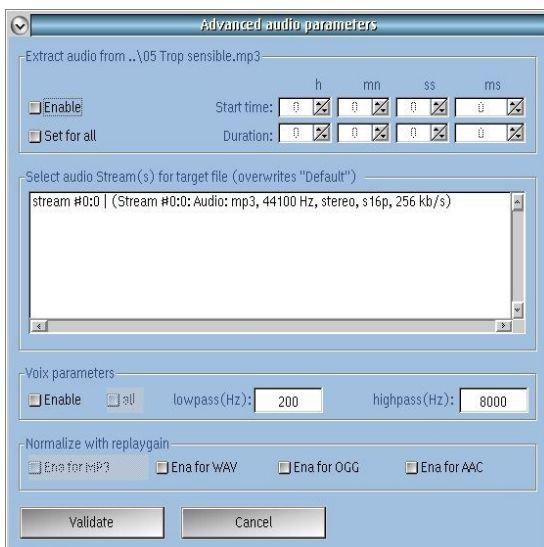 Advanced audio parameters
Extract audio from ..\05 Trop sensible.mp3
h mn ss ms
Enable Start time: 0 0 0 0
Set for all Duration: 0 0 0 0
Select audio Stream(s) for target file (overwrites "Default")
stream #0:0 | (Stream #0:0: Audio: mp3, 44100 Hz, stereo, s16p, 256 kb/s)
Voix parameters
Enable all lowpass(Hz): 200 highpass(Hz): 8000
Normalize with replaygain
Ena for MP3 Ena for WAV Ena for OGG Ena for AAC
Validate Cancel